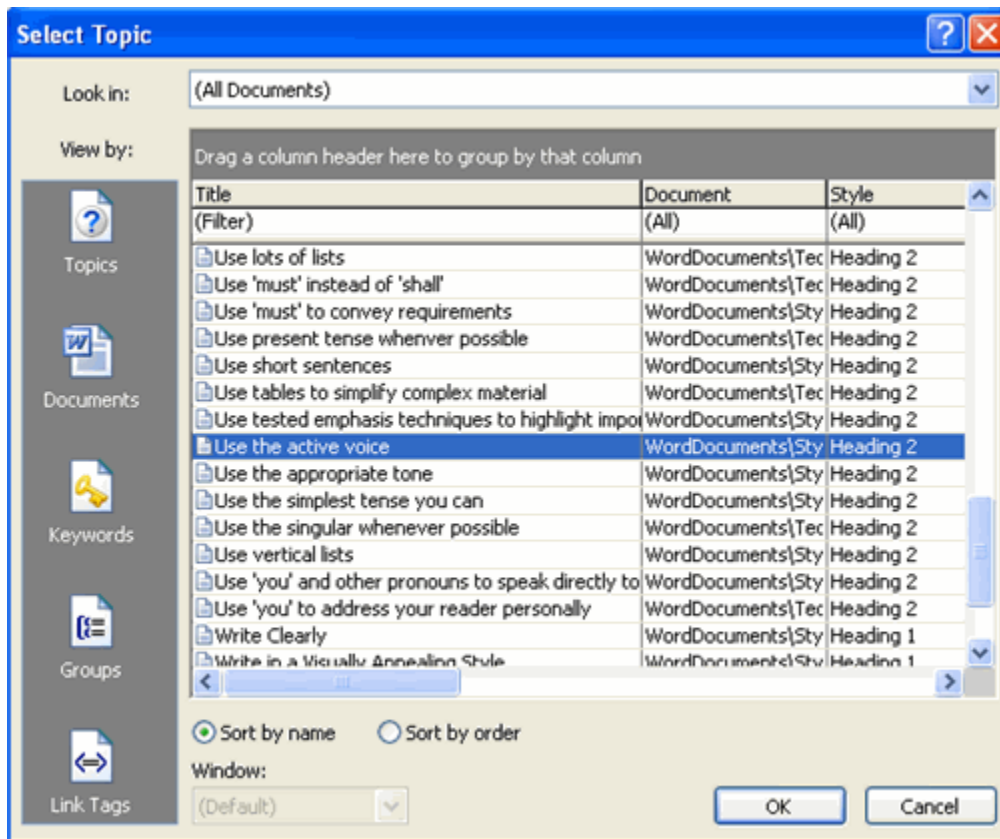 Select Topic
Look in:
(All Documents)
View by:
Drag a column header here to group by that column
Title Document Style
(Filter) (All) (All)
Use lots of lists WordDocuments\Tec Heading 2
Use 'must' instead of 'shall' WordDocuments\Tec Heading 2
Use 'must' to convey requirements WordDocuments\Sty Heading 2
Use present tense whenver possible WordDocuments\Tec Heading 2
Use short sentences WordDocuments\Sty Heading 2
Use tables to simplify complex material WordDocuments\Tec Heading 2
Use tested emphasis techniques to highlight impor WordDocuments\Sty Heading 2
Use the active voice WordDocuments\Sty Heading 2
Use the appropriate tone WordDocuments\Sty Heading 2
Use the simplest tense you can WordDocuments\Sty Heading 2
Use the singular whenever possible WordDocuments\Tec Heading 2
Use vertical lists WordDocuments\Sty Heading 2
Use 'you' and other pronouns to speak directly to WordDocuments\Sty Heading 2
Use 'you' to address your reader personally WordDocuments\Tec Heading 2
Write Clearly WordDocuments\Sty Heading 1
Write in a Visually Appealing Style WordDocuments\Sty Heading 1
Topics
Documents
Keywords
Groups
Link Tags
Sort by name Sort by order
Window:
(Default)
OK Cancel